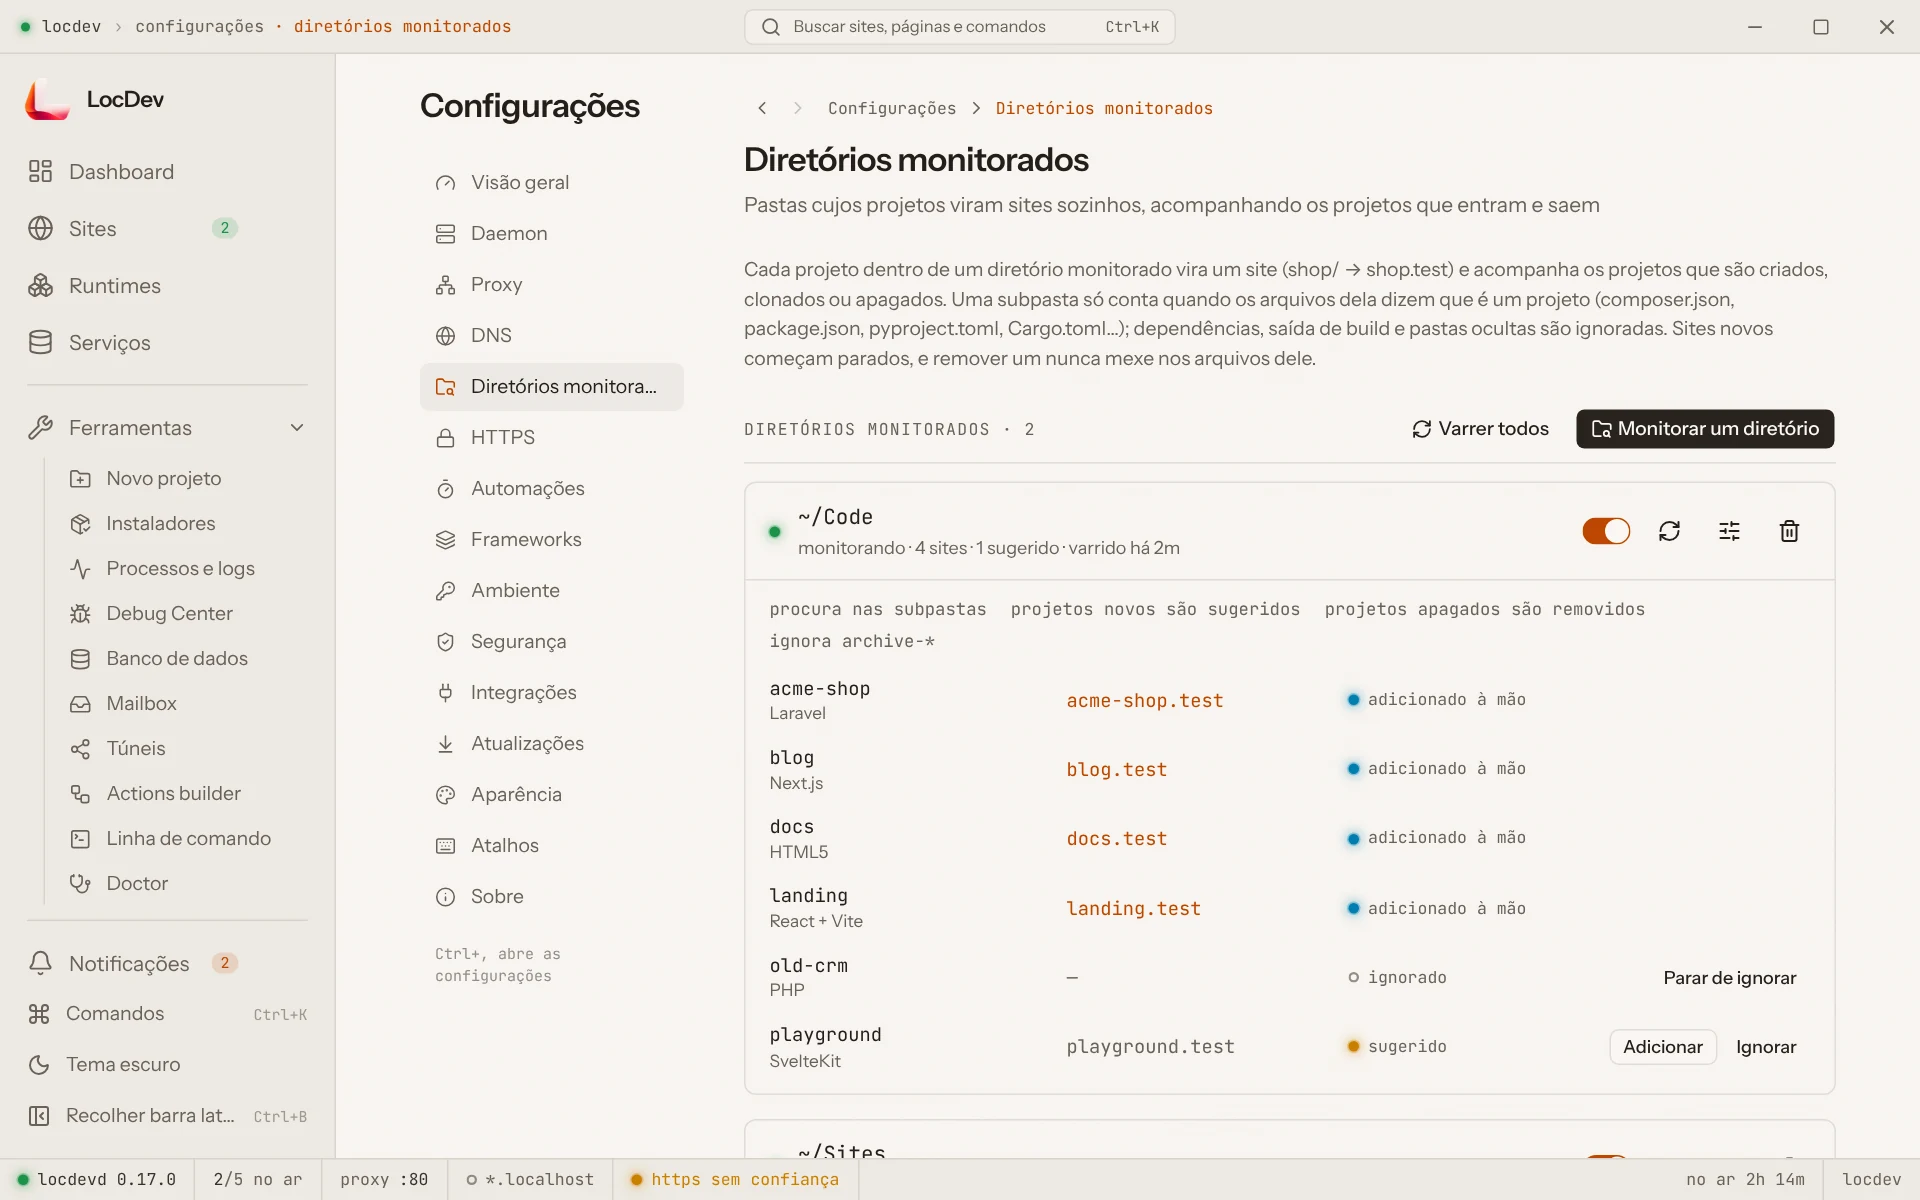 locdev › configurações · diretórios monitorados
Buscar sites, páginas e comandos Ctrl+K
LocDev
Dashboard
Sites 2
Runtimes
Serviços
Ferramentas
Novo projeto
Instaladores
Processos e logs
Debug Center
Banco de dados
Mailbox
Túneis
Actions builder
Linha de comando
Doctor
Notificações 2
Comandos Ctrl+K
Tema escuro
Recolher barra lat... Ctrl+B
Configurações
Visão geral
Daemon
Proxy
DNS
Diretórios monitora...
HTTPS
Automações
Frameworks
Ambiente
Segurança
Integrações
Atualizações
Aparência
Atalhos
Sobre
Ctrl+, abre as
configurações
Configurações > Diretórios monitorados
Diretórios monitorados
Pastas cujos projetos viram sites sozinhos, acompanhando os projetos que entram e saem
Cada projeto dentro de um diretório monitorado vira um site (shop/ → shop.test) e acompanha os projetos que são criados,
clonados ou apagados. Uma subpasta só conta quando os arquivos dela dizem que é um projeto (composer.json,
package.json, pyproject.toml, Cargo.toml…); dependências, saída de build e pastas ocultas são ignoradas. Sites novos
começam parados, e remover um nunca mexe nos arquivos dele.
DIRETÓRIOS MONITORADOS · 2
Varrer todos
Monitorar um diretório
~/Code
monitorando · 4 sites · 1 sugerido · varrido há 2m
procura nas subpastas projetos novos são sugeridos projetos apagados são removidos
ignora archive-*
acme-shop
Laravel
acme-shop.test
adicionado à mão
blog
Next.js
blog.test
adicionado à mão
docs
HTML5
docs.test
adicionado à mão
landing
React + Vite
landing.test
adicionado à mão
old-crm
PHP
—
ignorado
Parar de ignorar
playground
SvelteKit
playground.test
sugerido
Adicionar
Ignorar
~/Sites
locdevd 0.17.0
2/5 no ar
proxy :80
*.localhost
https sem confiança
no ar 2h 14m
locdev